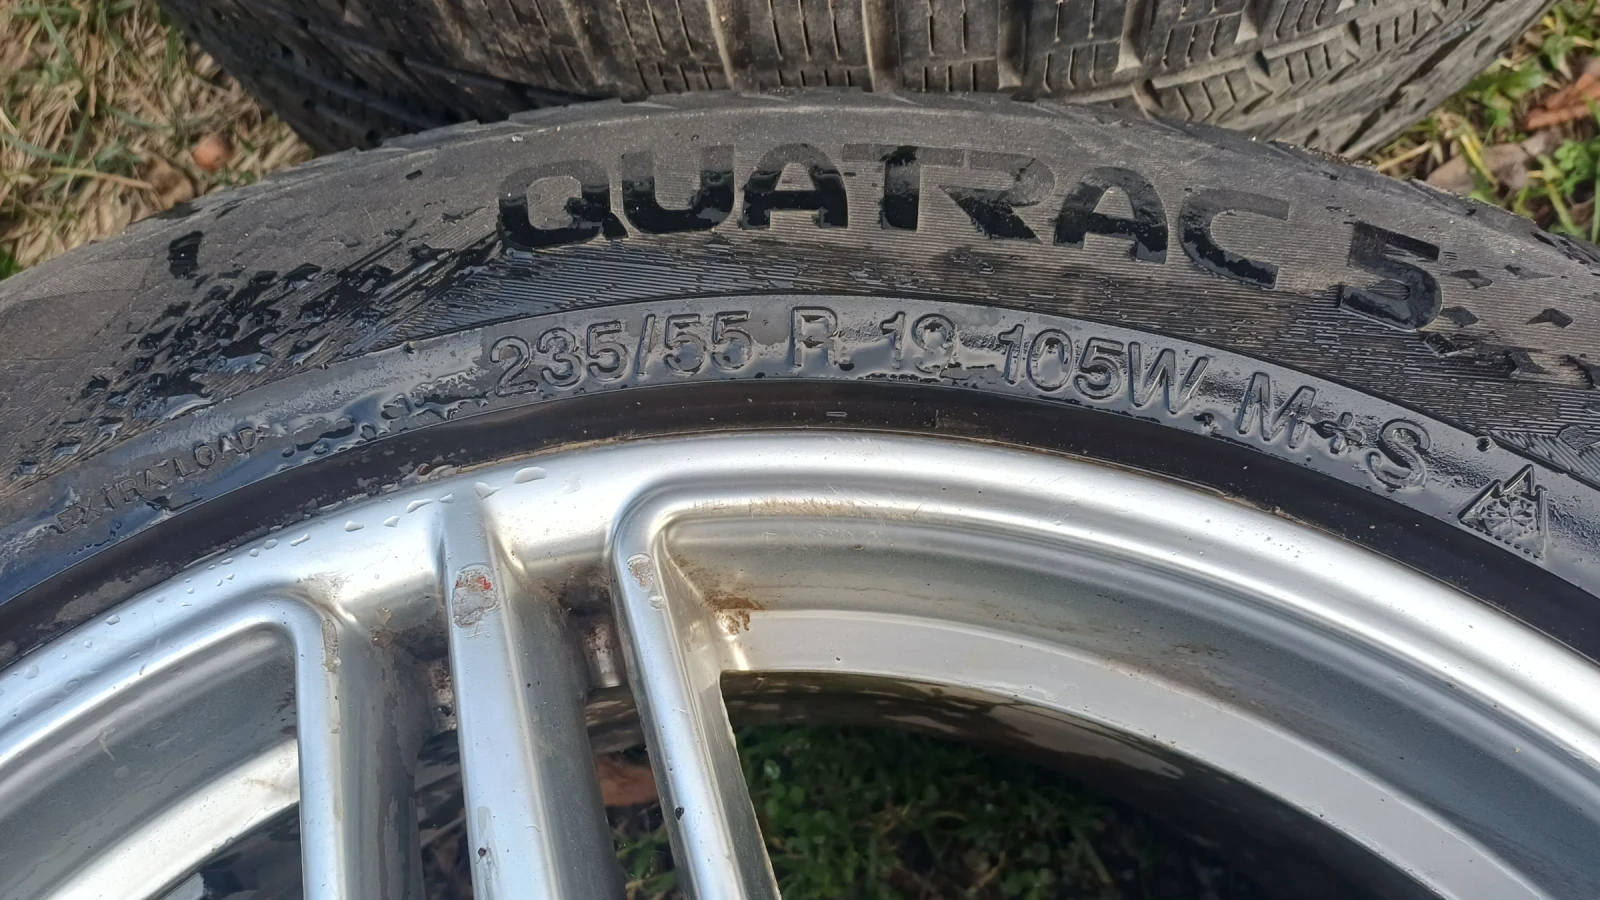 QUATRAC 5
235/55 R 19 105W M+S
EXTRA LOAD